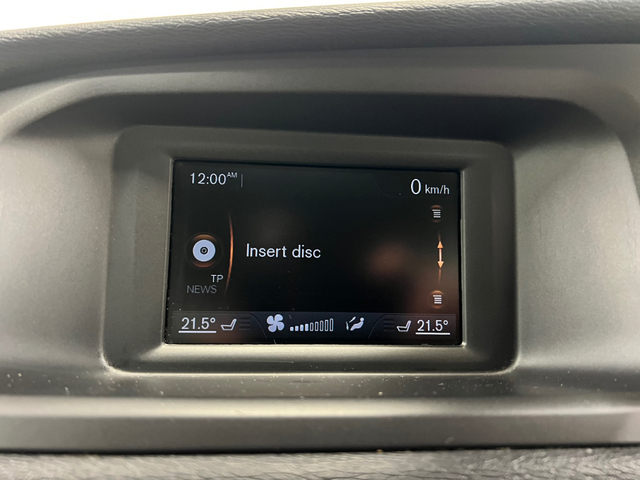 12:00AM
0 km/h
Insert disc
TP
NEWS
21.5° 21.5°